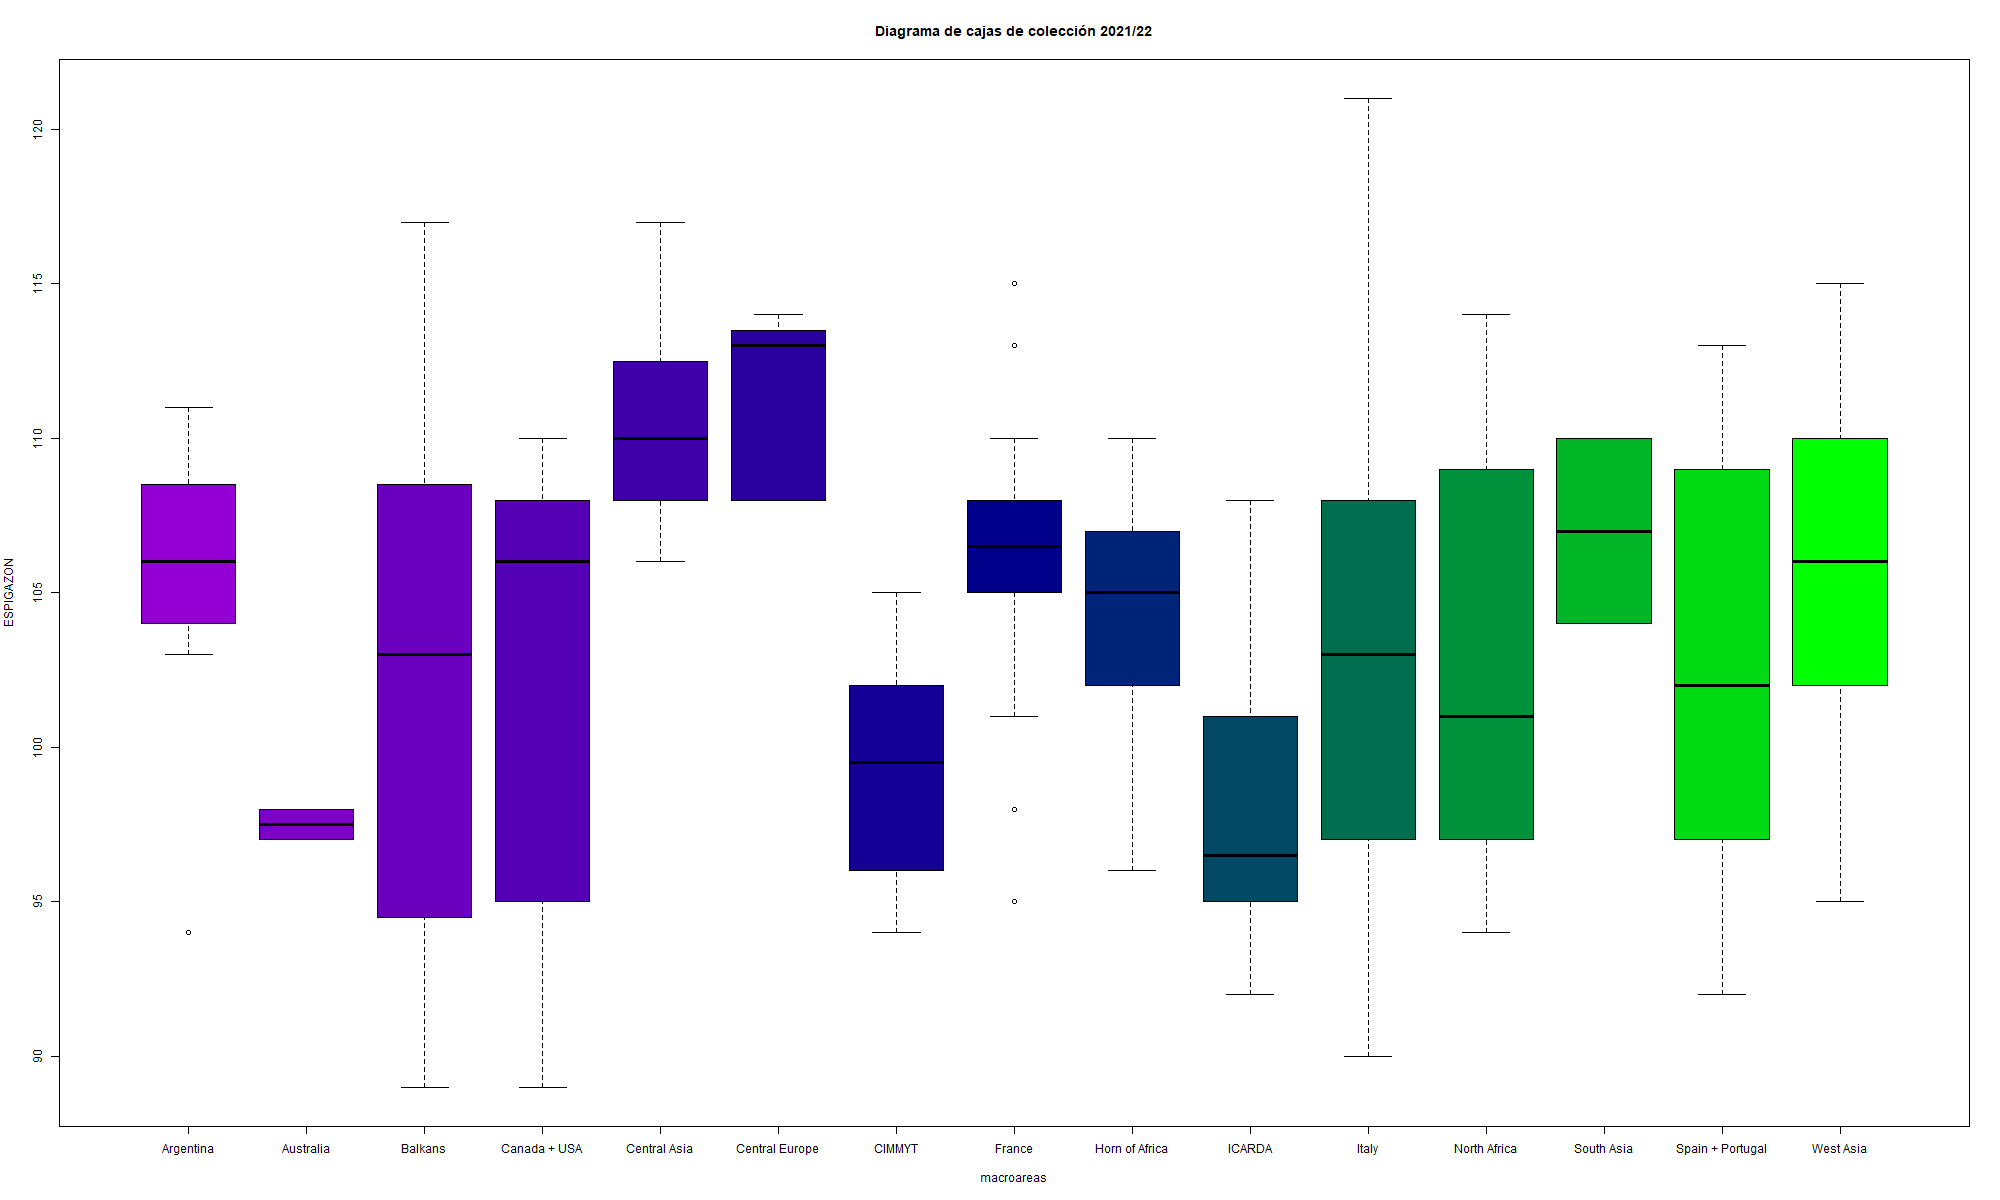 Diagrama de cajas de colección 2021/22
120
115
110
105
100
95
90
ESPIGAZON
Argentina Australia Balkans Canada + USA Central Asia Central Europe CIMMYT France Horn of Africa ICARDA Italy North Africa South Asia Spain + Portugal West Asia
macroareas